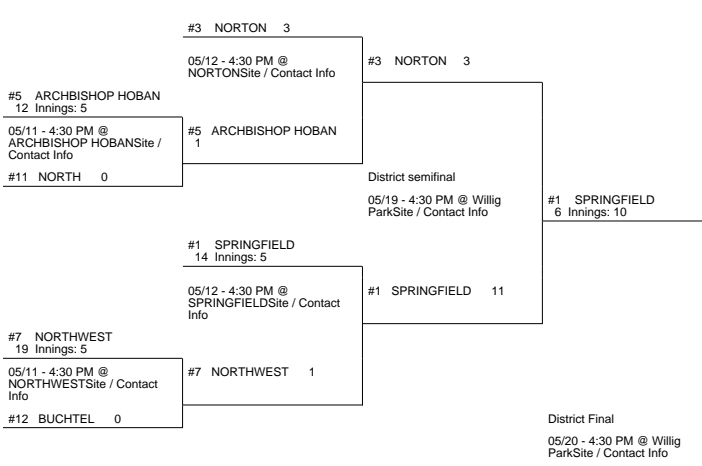 #3 NORTON 3
05/12 - 4:30 PM @
NORTONSite / Contact Info
#3 NORTON 3
#5 ARCHBISHOP HOBAN
12 Innings: 5
05/11 - 4:30 PM @
ARCHBISHOP HOBANSite /
Contact Info
#5 ARCHBISHOP HOBAN
1
#11 NORTH 0
District semifinal
05/19 - 4:30 PM @ Willig
ParkSite / Contact Info
#1 SPRINGFIELD
6 Innings: 10
#1 SPRINGFIELD
14 Innings: 5
05/12 - 4:30 PM @
SPRINGFIELDSite / Contact
Info
#1 SPRINGFIELD 11
#7 NORTHWEST
19 Innings: 5
05/11 - 4:30 PM @
NORTHWESTSite / Contact
Info
#7 NORTHWEST 1
#12 BUCHTEL 0
District Final
05/20 - 4:30 PM @ Willig
ParkSite / Contact Info